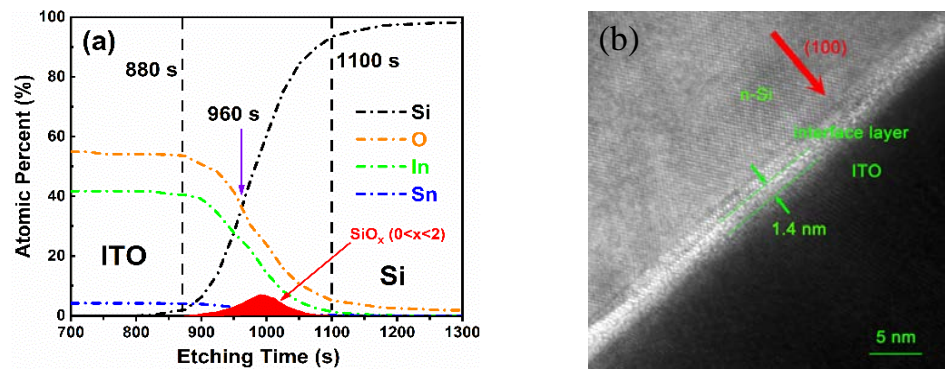 (a)
880 s
1100 s
960 s
Si
O
In
Sn
SiOx (0<x<2)
ITO
Si
Atomic Percent (%)
100
80
60
40
20
0
700 800 900 1000 1100 1200 1300
Etching Time (s)
(b)
(100)
n-Si
interface layer
ITO
1.4 nm
5 nm